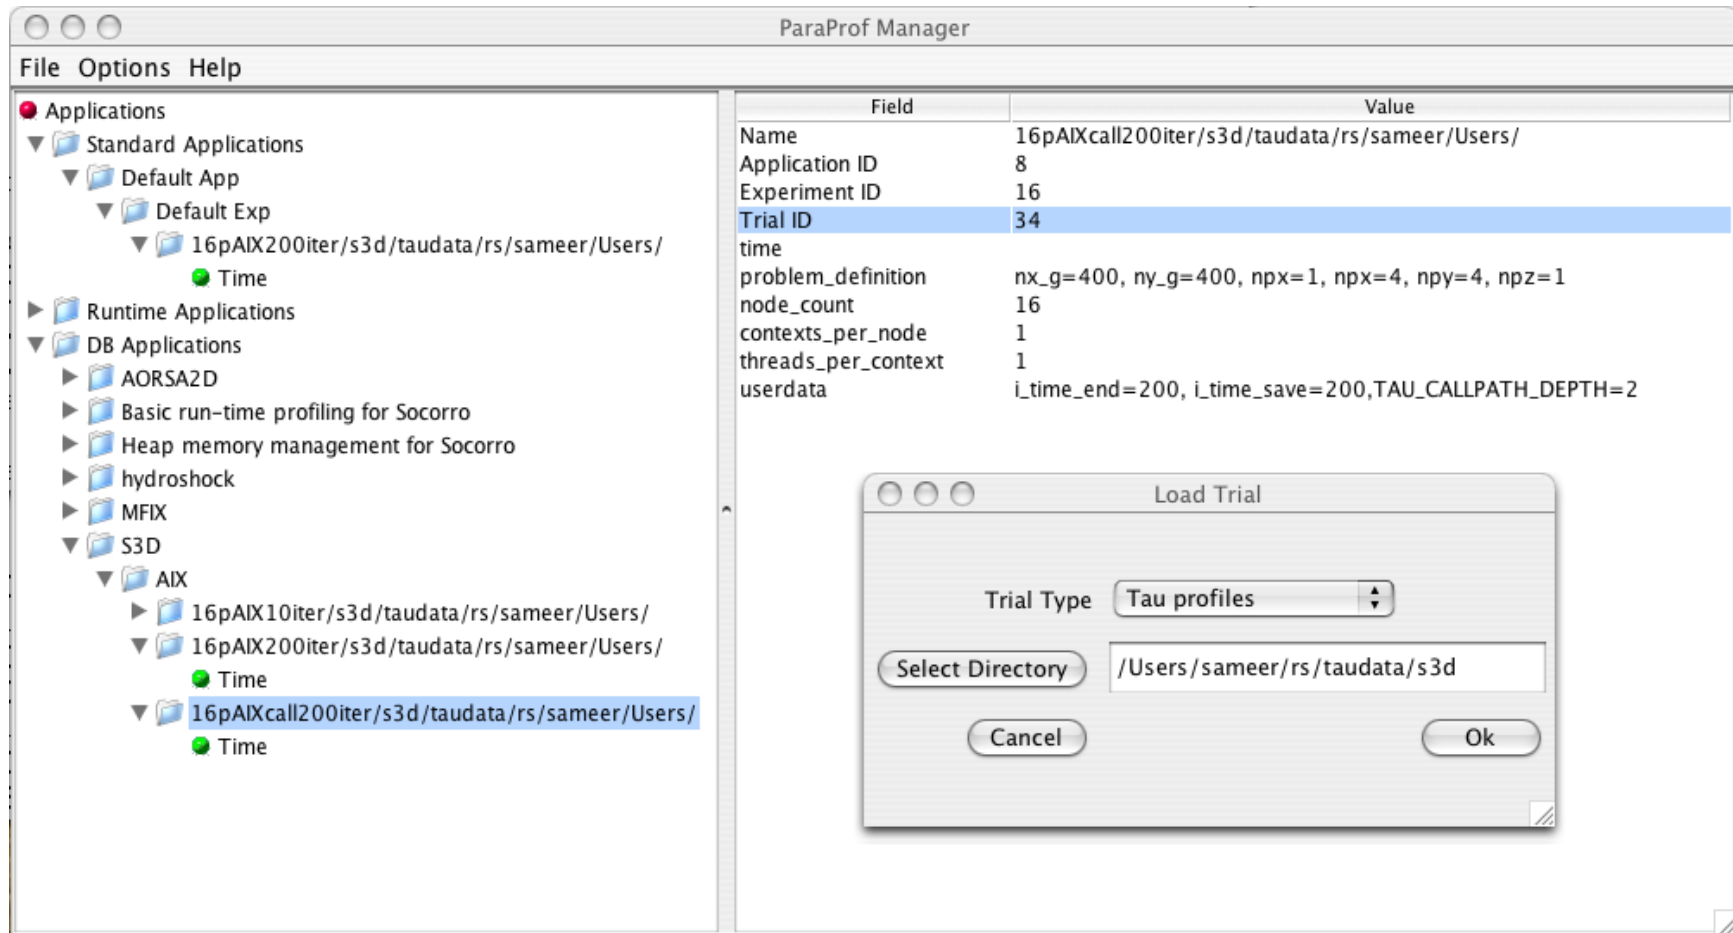 ParaProf Manager
File Options Help
Applications
Standard Applications
Default App
Default Exp
16pAIX200iter/s3d/taudata/rs/sameer/Users/
Time
Runtime Applications
DB Applications
AORSA2D
Basic run-time profiling for Socorro
Heap memory management for Socorro
hydroshock
MFIX
S3D
AIX
16pAIX10iter/s3d/taudata/rs/sameer/Users/
16pAIX200iter/s3d/taudata/rs/sameer/Users/
Time
16pAIXcall200iter/s3d/taudata/rs/sameer/Users/
Time
Field Value
Name 16pAIXcall200iter/s3d/taudata/rs/sameer/Users/
Application ID 8
Experiment ID 16
Trial ID 34
time
problem_definition nx_g=400, ny_g=400, npx=1, npx=4, npy=4, npz=1
node_count 16
contexts_per_node 1
threads_per_context 1
userdata i_time_end=200, i_time_save=200,TAU_CALLPATH_DEPTH=2
Load Trial
Trial Type Tau profiles
Select Directory /Users/sameer/rs/taudata/s3d
Cancel Ok